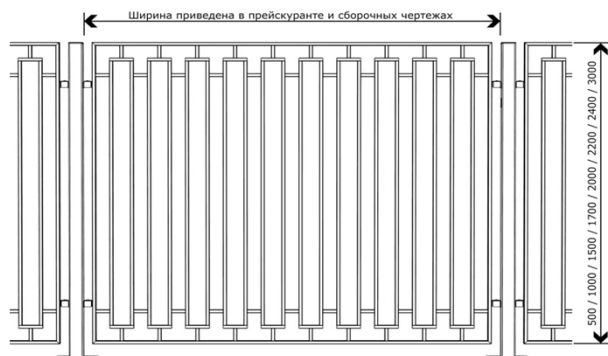 Ширина приведена в прейскуранте и сборочных чертежах
500 / 1000 / 1500 / 1700 / 2000 / 2200 / 2400 / 3000